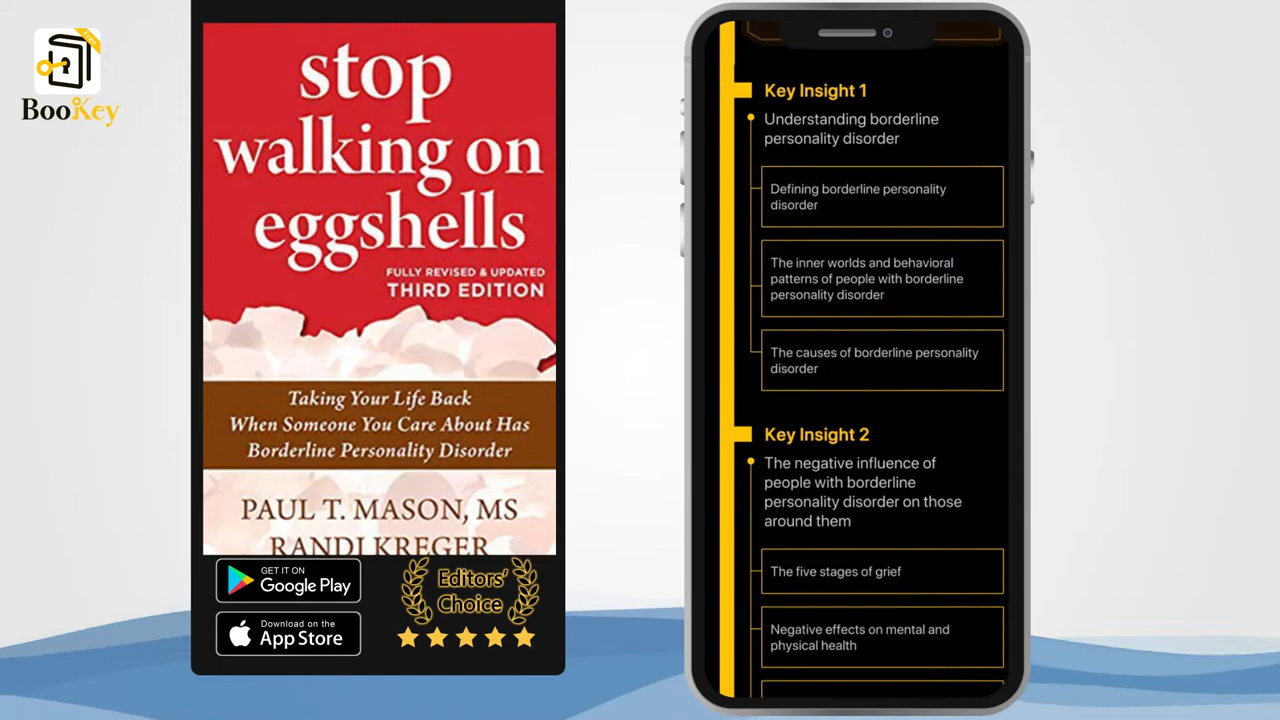 BooKey
Free
stop
walking on
eggshells
FULLY REVISED & UPDATED
THIRD EDITION
Taking Your Life Back
When Someone You Care About Has
Borderline Personality Disorder
PAUL T. MASON, MS
RANDI KREGER
GET IT ON
Google Play
Download on the
App Store
Editors'
Choice
Key Insight 1
Understanding borderline
personality disorder
Defining borderline personality
disorder
The inner worlds and behavioral
patterns of people with borderline
personality disorder
The causes of borderline personality
disorder
Key Insight 2
The negative influence of
people with borderline
personality disorder on those
around them
The five stages of grief
Negative effects on mental and
physical health